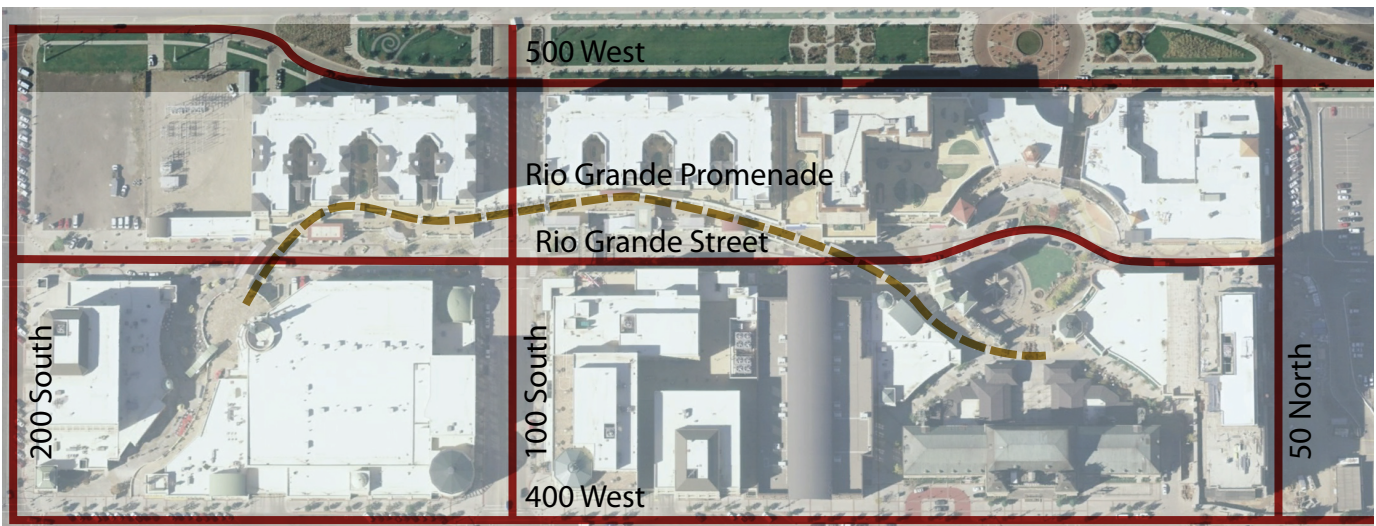 500 West
Rio Grande Promenade
Rio Grande Street
200 South
100 South
50 North
400 West